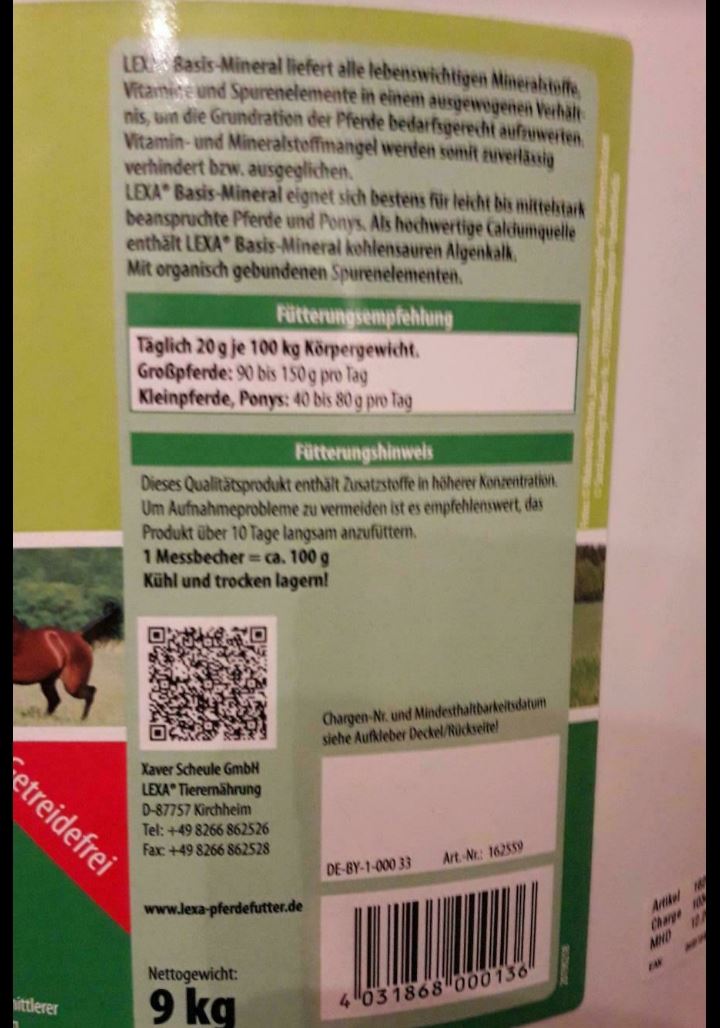 LEXA® Basis-Mineral liefert alle lebenswichtigen Mineralstoffe,
Vitamine und Spurenelemente in einem ausgewogenen Verhält-
nis, um die Grundration der Pferde bedarfsgerecht aufzuwerten.
Vitamin- und Mineralstoffmangel werden somit zuverlässig
verhindert bzw. ausgeglichen.
LEXA® Basis-Mineral eignet sich bestens für leicht bis mittelstark
beanspruchte Pferde und Ponys. Als hochwertige Calciumquelle
enthält LEXA® Basis-Mineral kohlensauren Algenkalk.
Mit organisch gebundenen Spurenelementen.
Fütterungsempfehlung
Täglich 20 g je 100 kg Körpergewicht.
Großpferde: 90 bis 150 g pro Tag
Kleinpferde, Ponys: 40 bis 80 g pro Tag
Fütterungshinweis
Dieses Qualitätsprodukt enthält Zusatzstoffe in höherer Konzentration.
Um Aufnahmeprobleme zu vermeiden ist es empfehlenswert, das
Produkt über 10 Tage langsam anzufüttern.
1 Messbecher = ca. 100 g
Kühl und trocken lagern!
Chargen-Nr. und Mindesthaltbarkeitsdatum
siehe Aufkleber Deckel/Rückseite!
Xaver Scheule GmbH
LEXA® Tierernährung
D-87757 Kirchheim
Tel: +49 8266 862526
Fax: +49 8266 862528
www.lexa-pferdefutter.de
DE-BY-1-000 33 Art.-Nr.: 162559
4 031868 000136
Nettogewicht:
9 kg
etreidefrei
ittlerer
Artikel
Charge
MHD
EAN